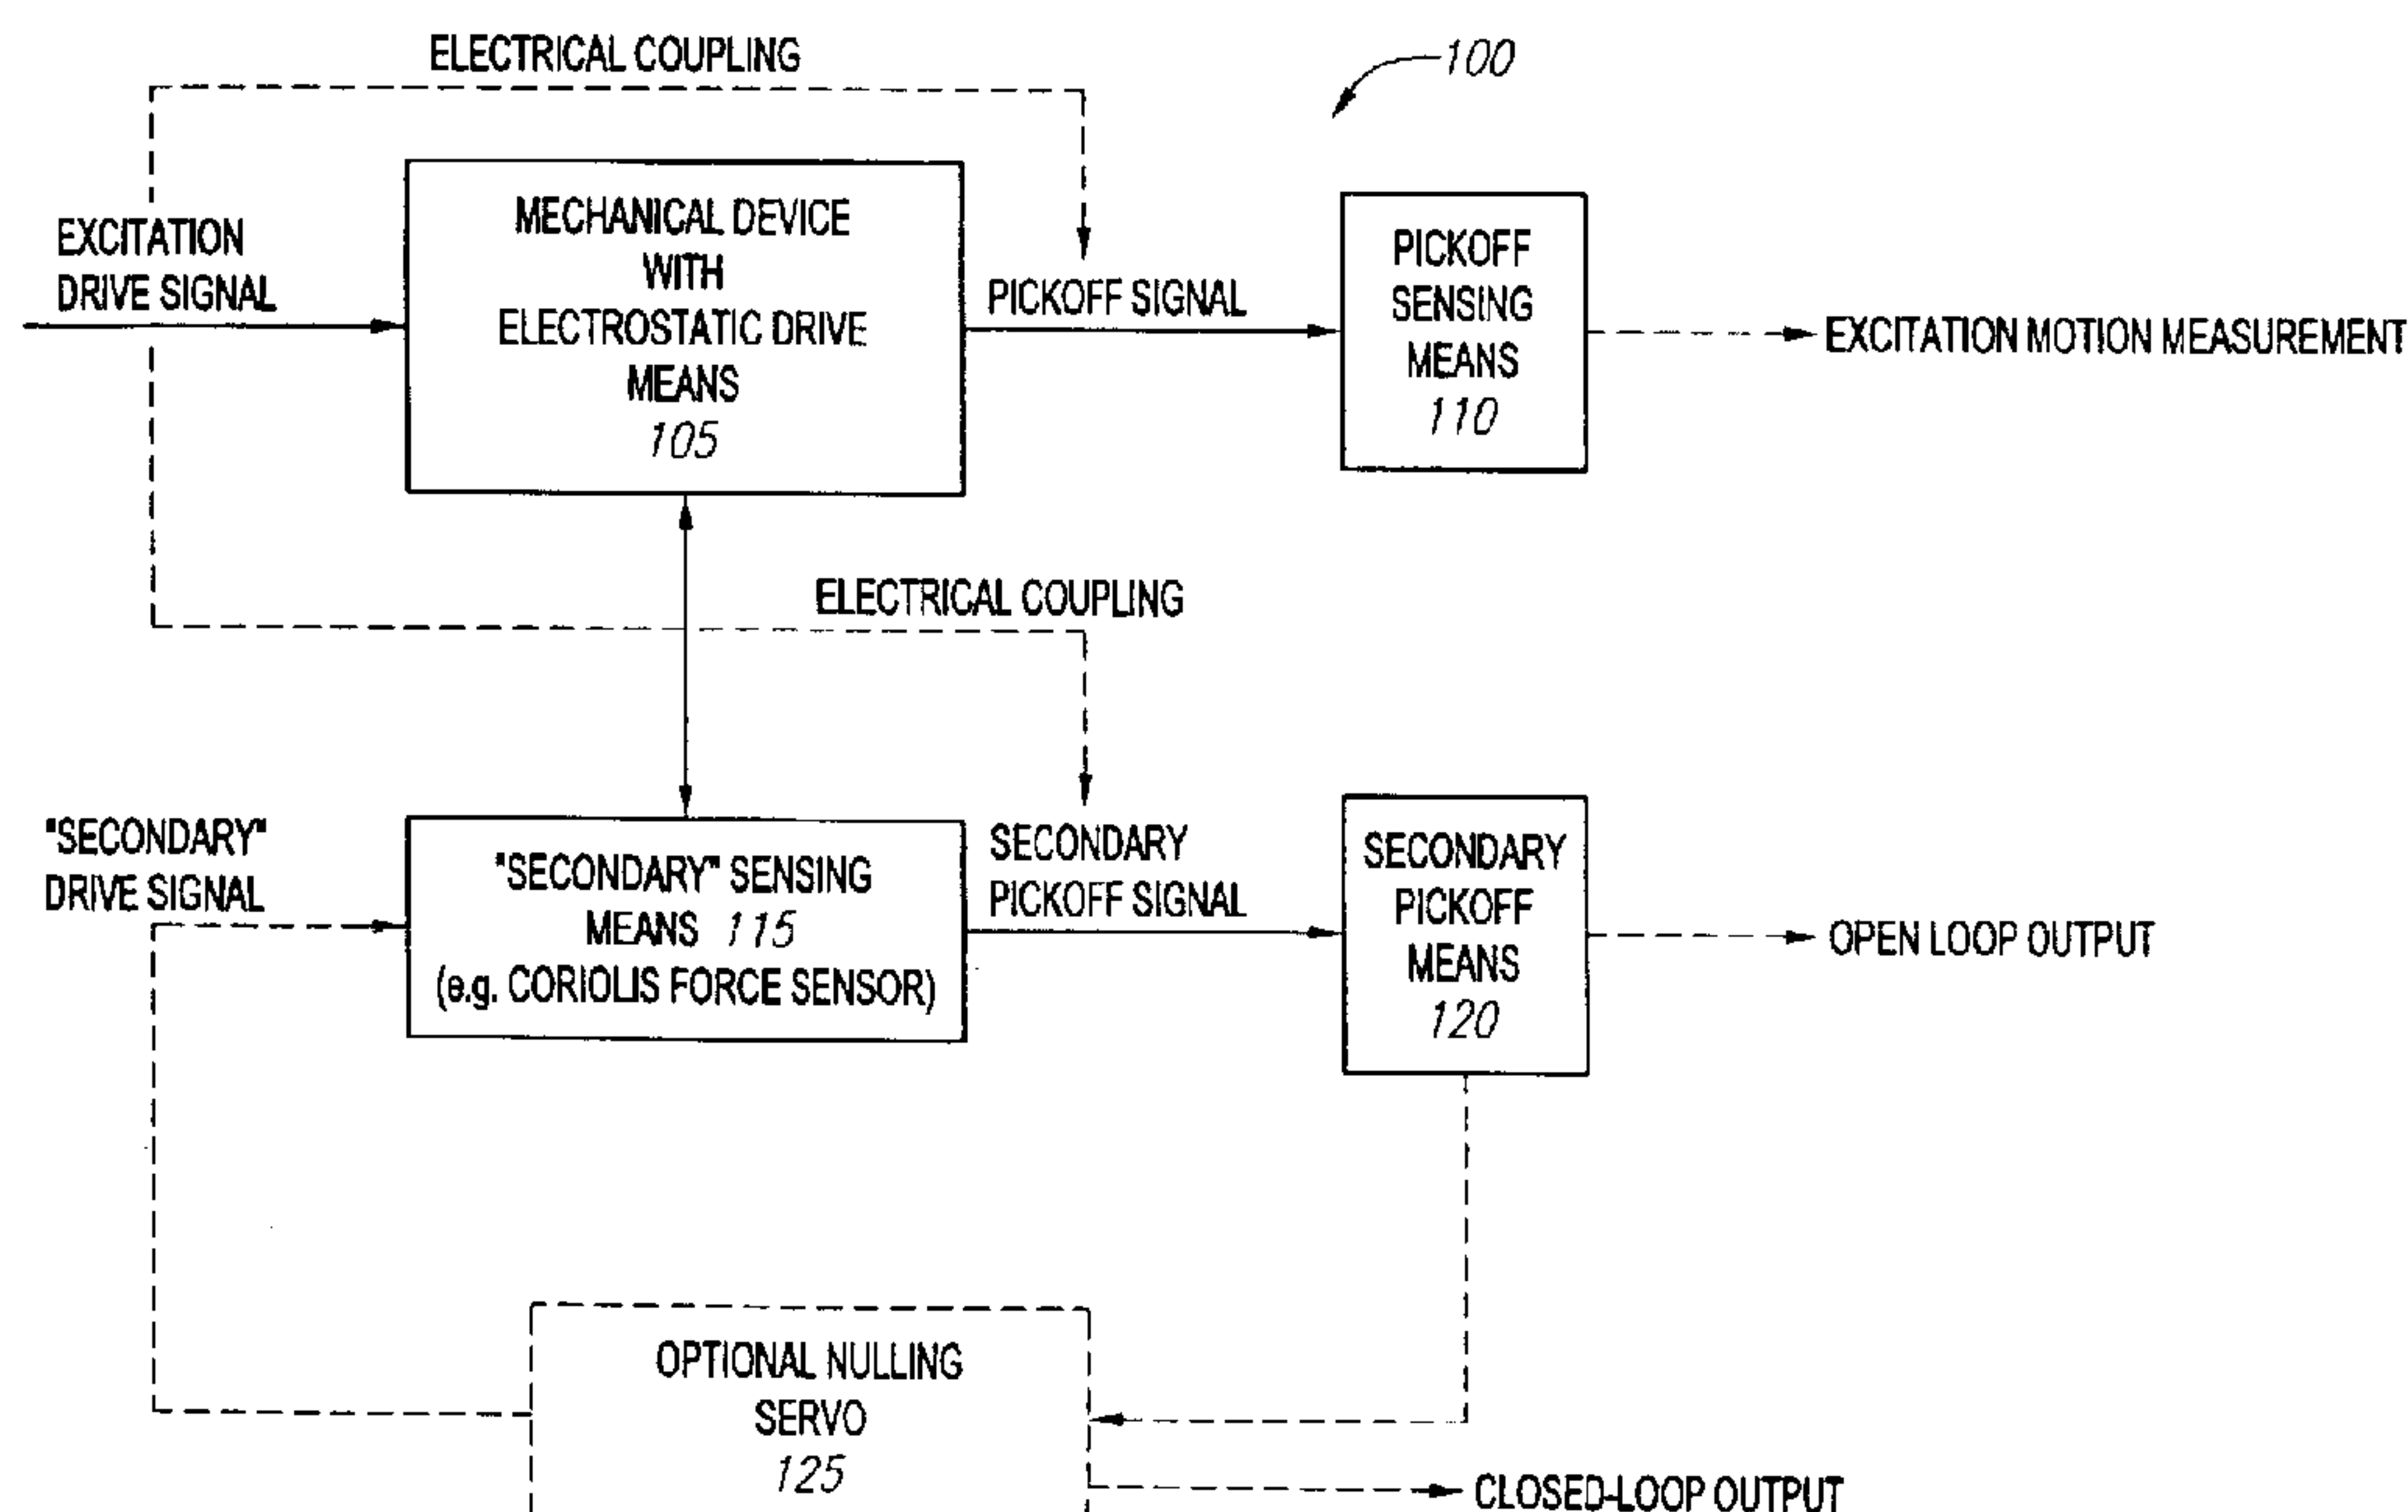 ELECTRICAL COUPLING
100
EXCITATION
DRIVE SIGNAL
MECHANICAL DEVICE
WITH
ELECTROSTATIC DRIVE
MEANS
105
PICKOFF SIGNAL
PICKOFF
SENSING
MEANS
110
EXCITATION MOTION MEASUREMENT
ELECTRICAL COUPLING
"SECONDARY"
DRIVE SIGNAL
"SECONDARY" SENSING
MEANS 115
(e.g. CORIOLIS FORCE SENSOR)
SECONDARY
PICKOFF SIGNAL
SECONDARY
PICKOFF
MEANS
120
OPEN LOOP OUTPUT
OPTIONAL NULLING
SERVO
125
CLOSED-LOOP OUTPUT